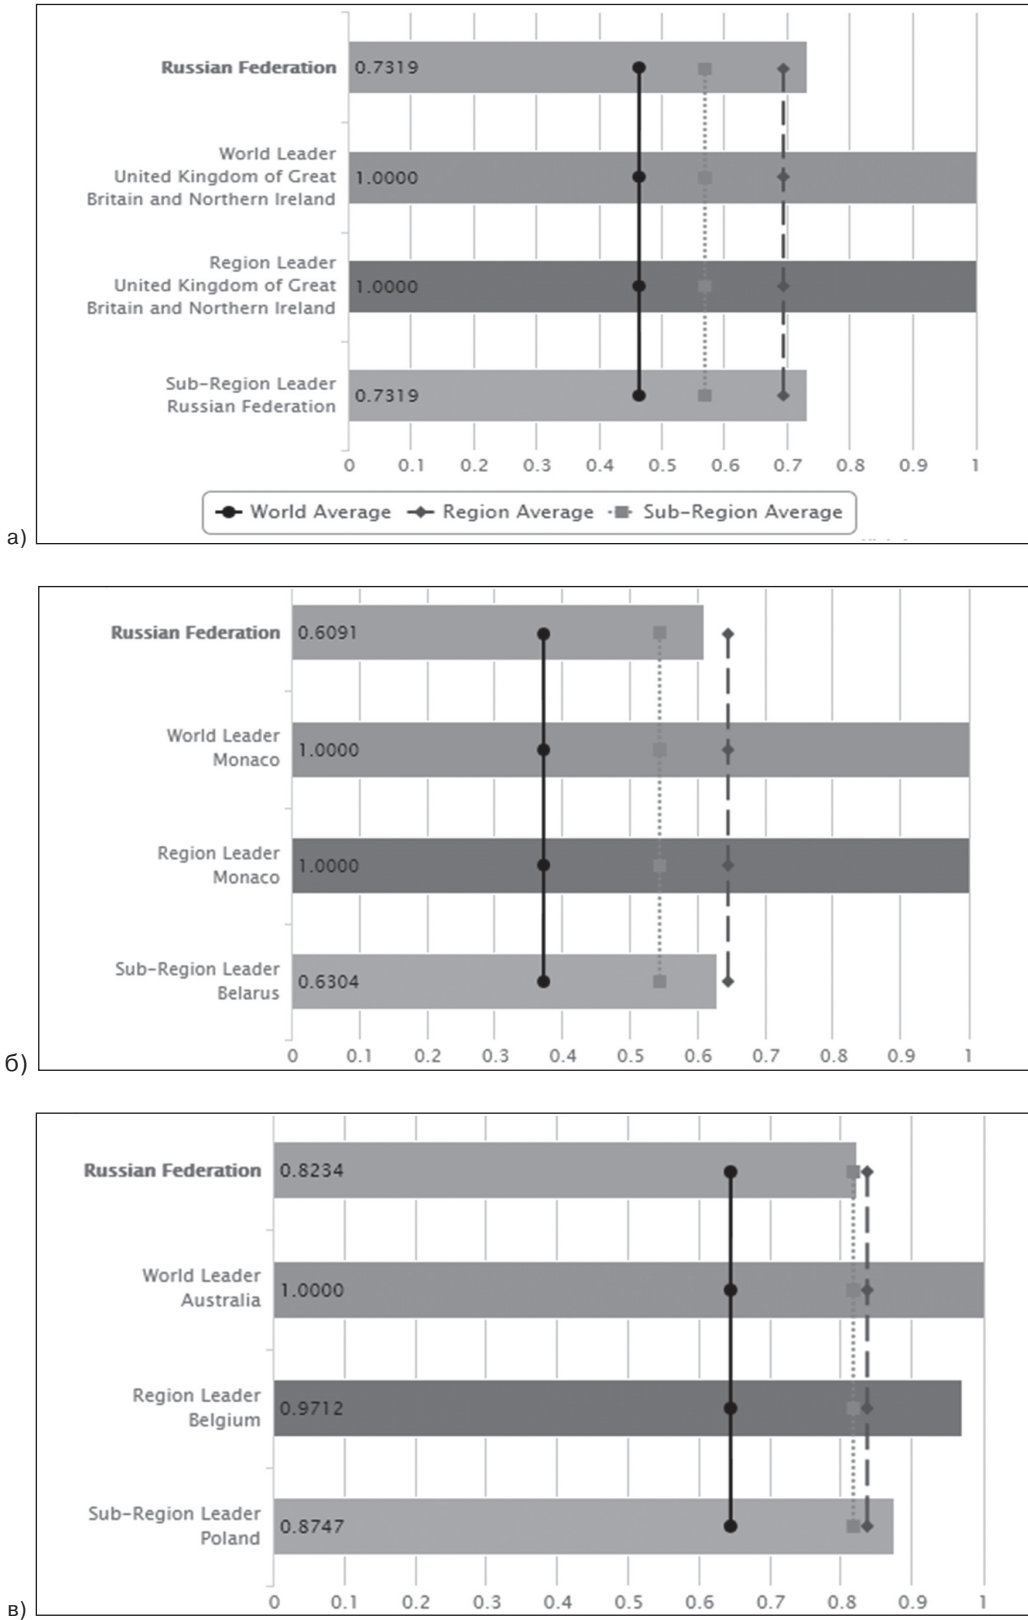 Russian Federation
0.7319
World Leader
United Kingdom of Great
Britain and Northern Ireland
1.0000
Region Leader
United Kingdom of Great
Britain and Northern Ireland
1.0000
Sub-Region Leader
Russian Federation
0.7319
0 0.1 0.2 0.3 0.4 0.5 0.6 0.7 0.8 0.9 1
World Average Region Average Sub-Region Average
а)
Russian Federation
0.6091
World Leader
Monaco
1.0000
Region Leader
Monaco
1.0000
Sub-Region Leader
Belarus
0.6304
0 0.1 0.2 0.3 0.4 0.5 0.6 0.7 0.8 0.9 1
б)
Russian Federation
0.8234
World Leader
Australia
1.0000
Region Leader
Belgium
0.9712
Sub-Region Leader
Poland
0.8747
0 0.1 0.2 0.3 0.4 0.5 0.6 0.7 0.8 0.9 1
в)